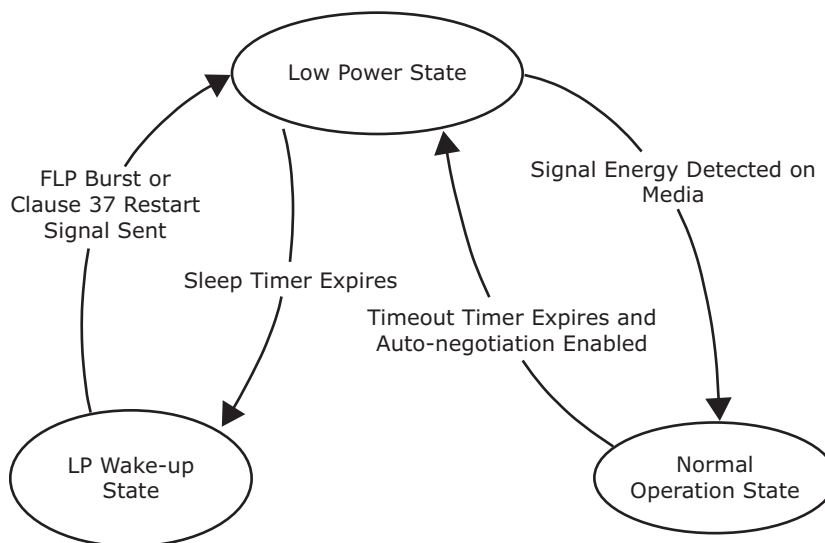 Low Power State
FLP Burst or
Clause 37 Restart
Signal Sent
Signal Energy Detected on
Media
Sleep Timer Expires
Timeout Timer Expires and
Auto-negotiation Enabled
LP Wake-up
State
Normal
Operation State